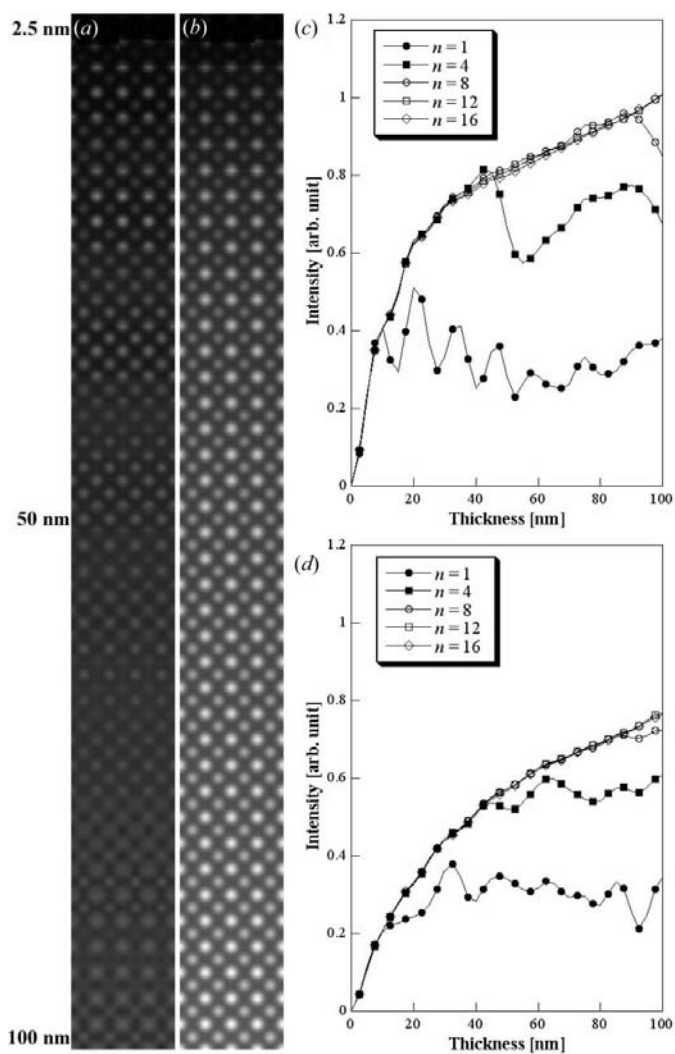 2.5 nm
(a)
(b)
50 nm
100 nm
(c)
1.2
1
0.8
0.6
0.4
0.2
0
Intensity [arb. unit]
n = 1
n = 4
n = 8
n = 12
n = 16
0 20 40 60 80 100
Thickness [nm]
(d)
1.2
1
0.8
0.6
0.4
0.2
0
Intensity [arb. unit]
n = 1
n = 4
n = 8
n = 12
n = 16
0 20 40 60 80 100
Thickness [nm]